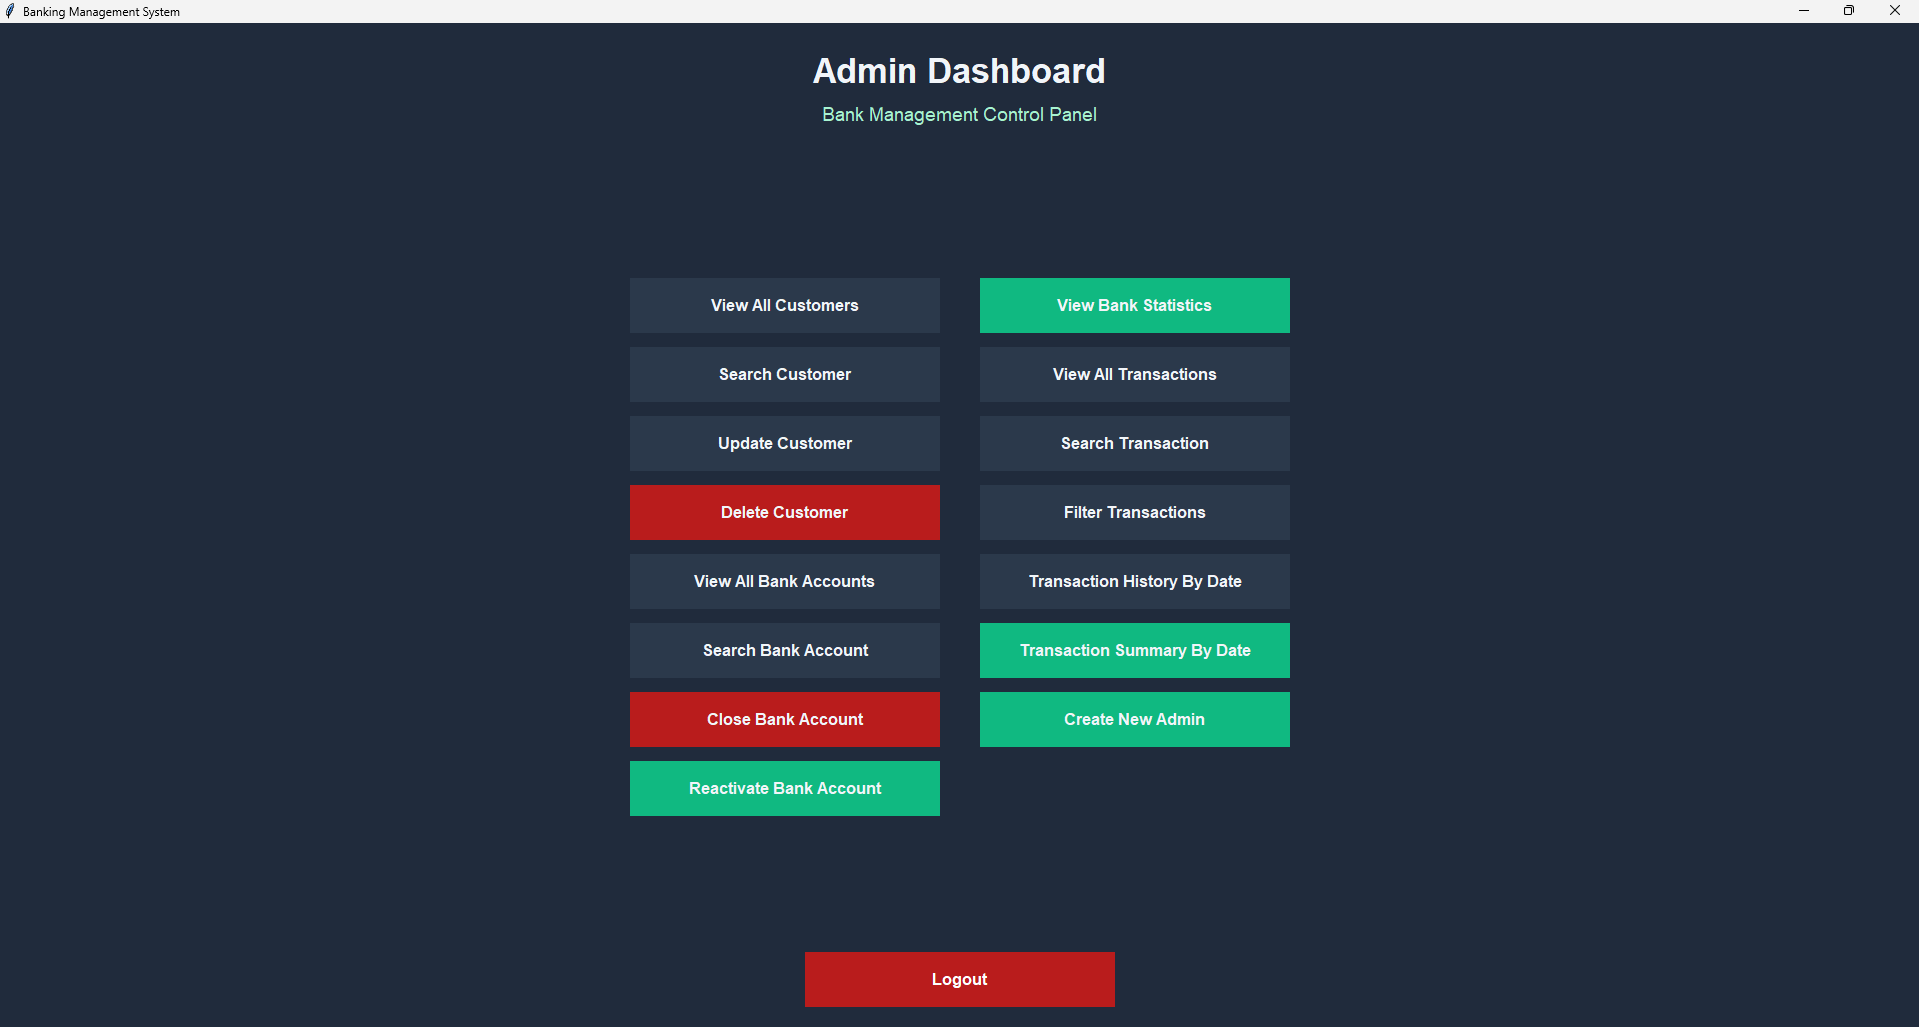 Banking Management System
Admin Dashboard
Bank Management Control Panel
View All Customers
Search Customer
Update Customer
Delete Customer
View All Bank Accounts
Search Bank Account
Close Bank Account
Reactivate Bank Account
View Bank Statistics
View All Transactions
Search Transaction
Filter Transactions
Transaction History By Date
Transaction Summary By Date
Create New Admin
Logout